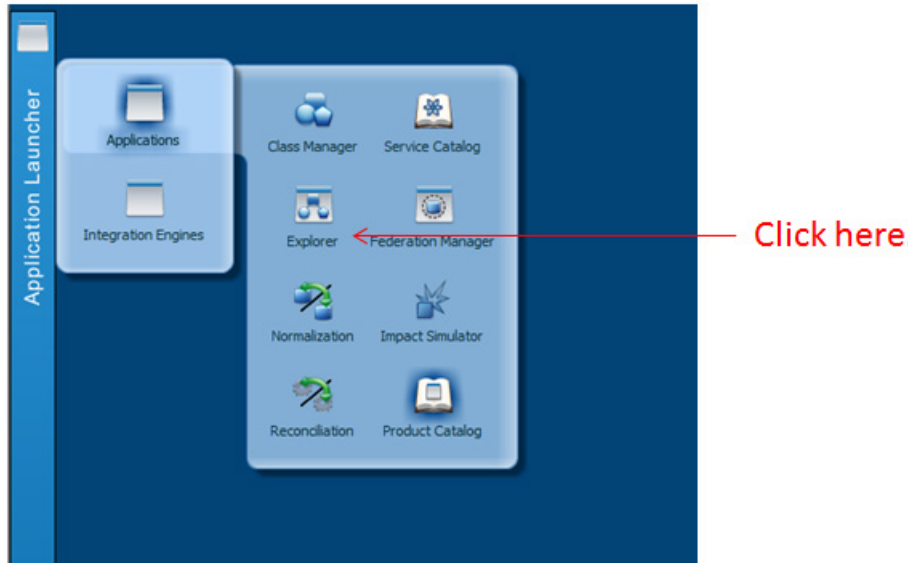 Application Launcher
Applications
Integration Engines
Class Manager
Service Catalog
Explorer
Federation Manager
Normalization
Impact Simulator
Reconciliation
Product Catalog
Click here